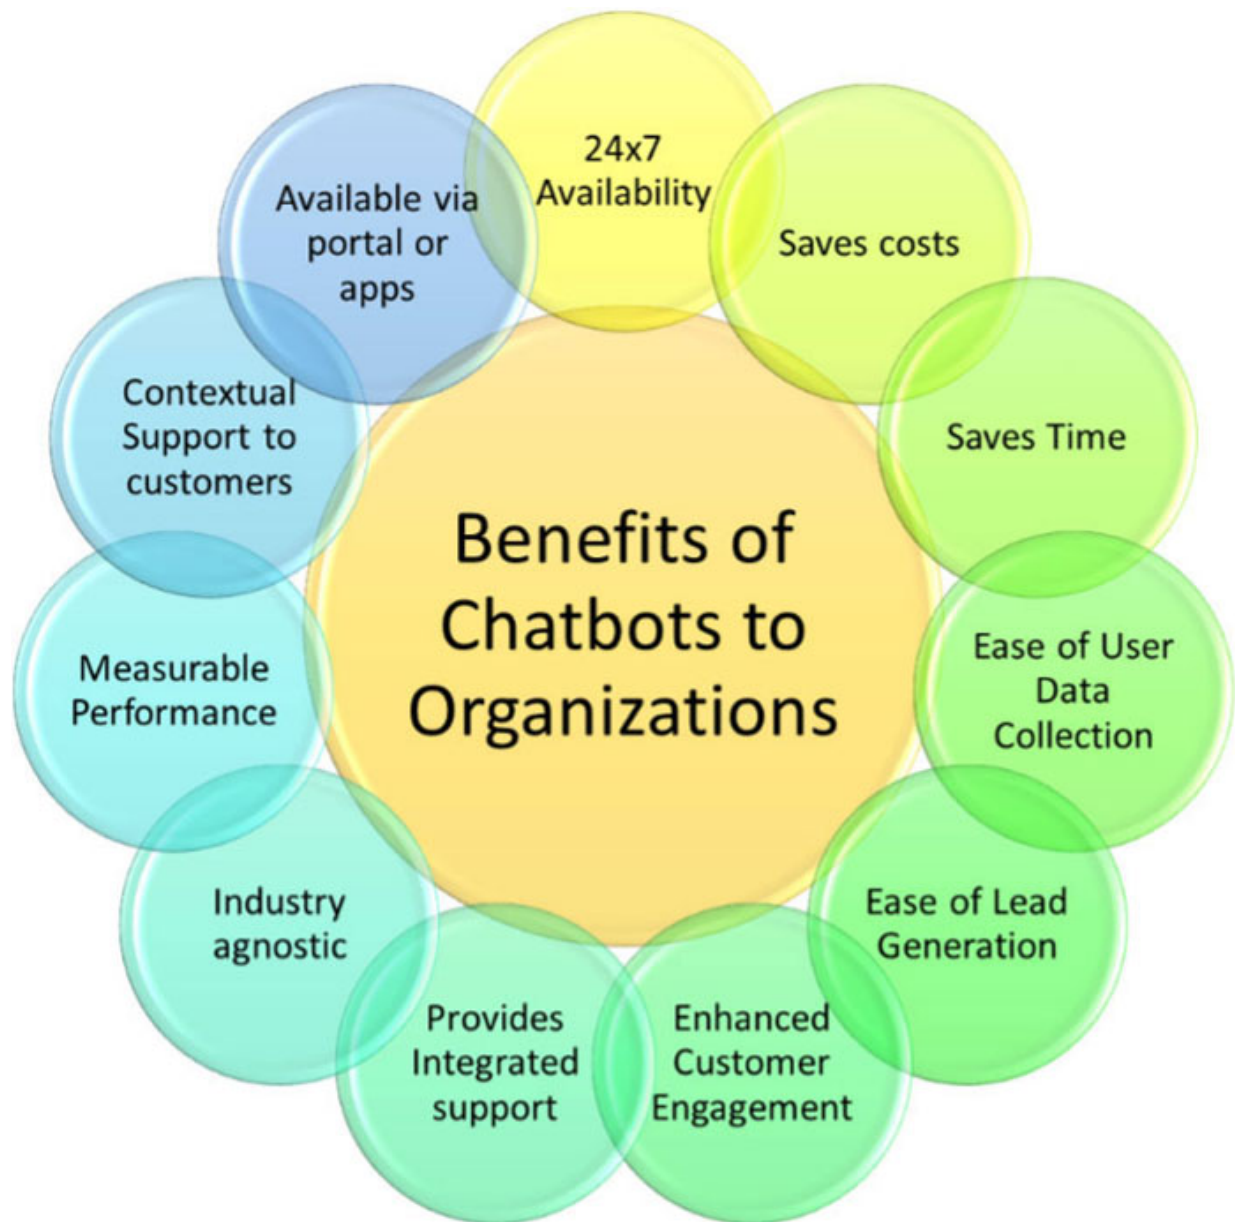 24x7
Availability
Saves costs
Saves Time
Ease of User
Data
Collection
Ease of Lead
Generation
Enhanced
Customer
Engagement
Provides
Integrated
support
Industry
agnostic
Measurable
Performance
Contextual
Support to
customers
Available via
portal or
apps
Benefits of
Chatbots to
Organizations